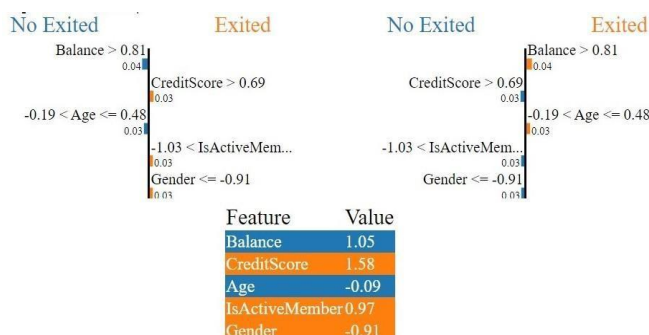 No Exited Exited No Exited Exited
Balance > 0.81 Balance > 0.81
0.04 0.04
CreditScore > 0.69 CreditScore > 0.69
0.03 0.03
-0.19 < Age <= 0.48 -0.19 < Age <= 0.48
0.03 0.03
-1.03 < IsActiveMem... -1.03 < IsActiveMem...
0.03 0.03
Gender <= -0.91 Gender <= -0.91
0.03 0.03
Feature Value
Balance 1.05
CreditScore 1.58
Age -0.09
IsActiveMember 0.97
Gender -0.91